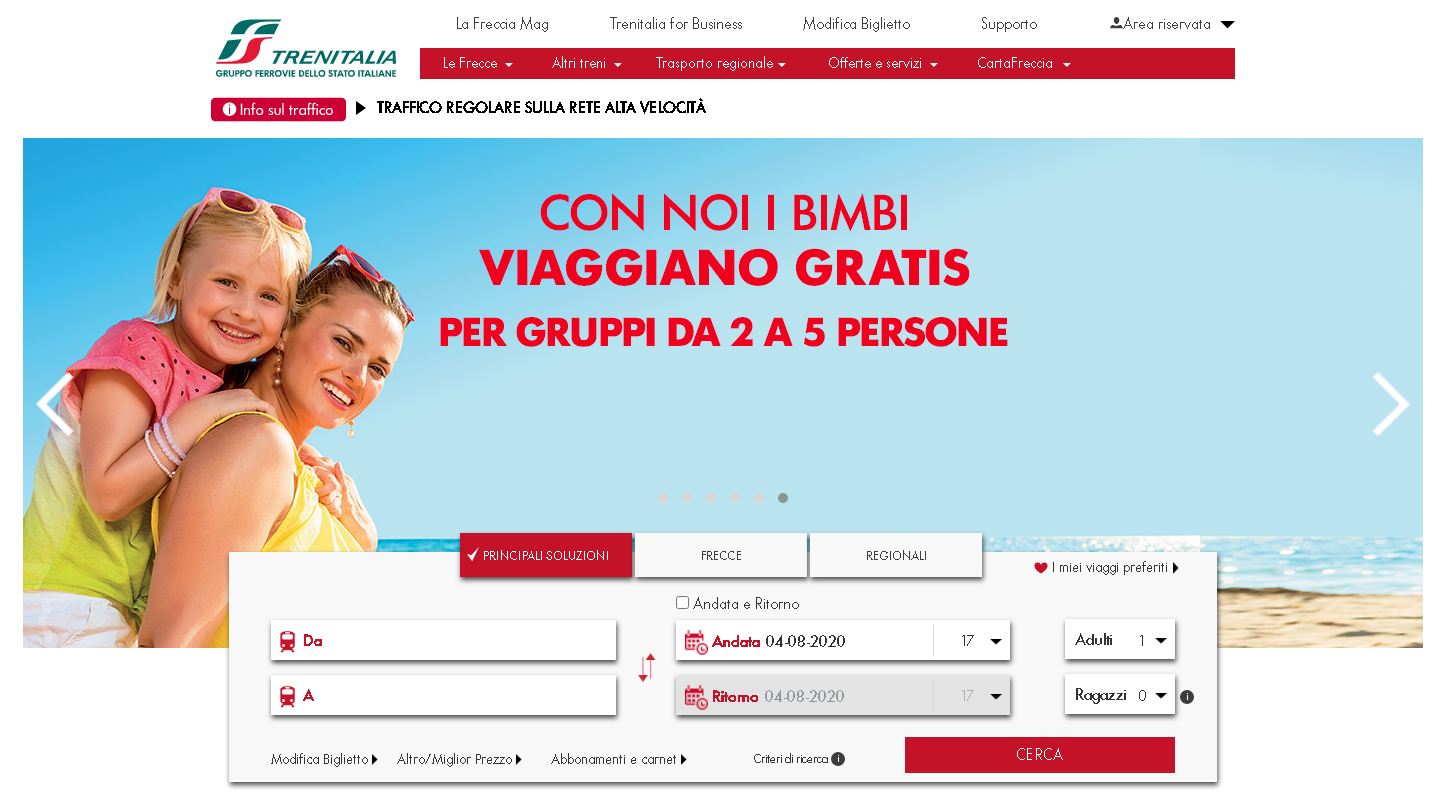 La Freccia Mag Trenitalia for Business Modifica Biglietto Supporto Area riservata
TRENITALIA
GRUPPO FERROVIE DELLO STATO ITALIANE
Le Frecce Altri treni Trasporto regionale Offerte e servizi CartaFreccia
i Info sul traffico TRAFFICO REGOLARE SULLA RETE ALTA VELOCITÀ
CON NOI I BIMBI
VIAGGIANO GRATIS
PER GRUPPI DA 2 A 5 PERSONE
PRINCIPALI SOLUZIONI FRECCE REGIONALI
I miei viaggi preferiti
Andata e Ritorno
Da Andata 04-08-2020 17 Adulti 1
A Ritorno 04-08-2020 17 Ragazzi 0 i
Modifica Biglietto Altro/Miglior Prezzo Abbonamenti e carnet Criteri di ricerca i CERCA